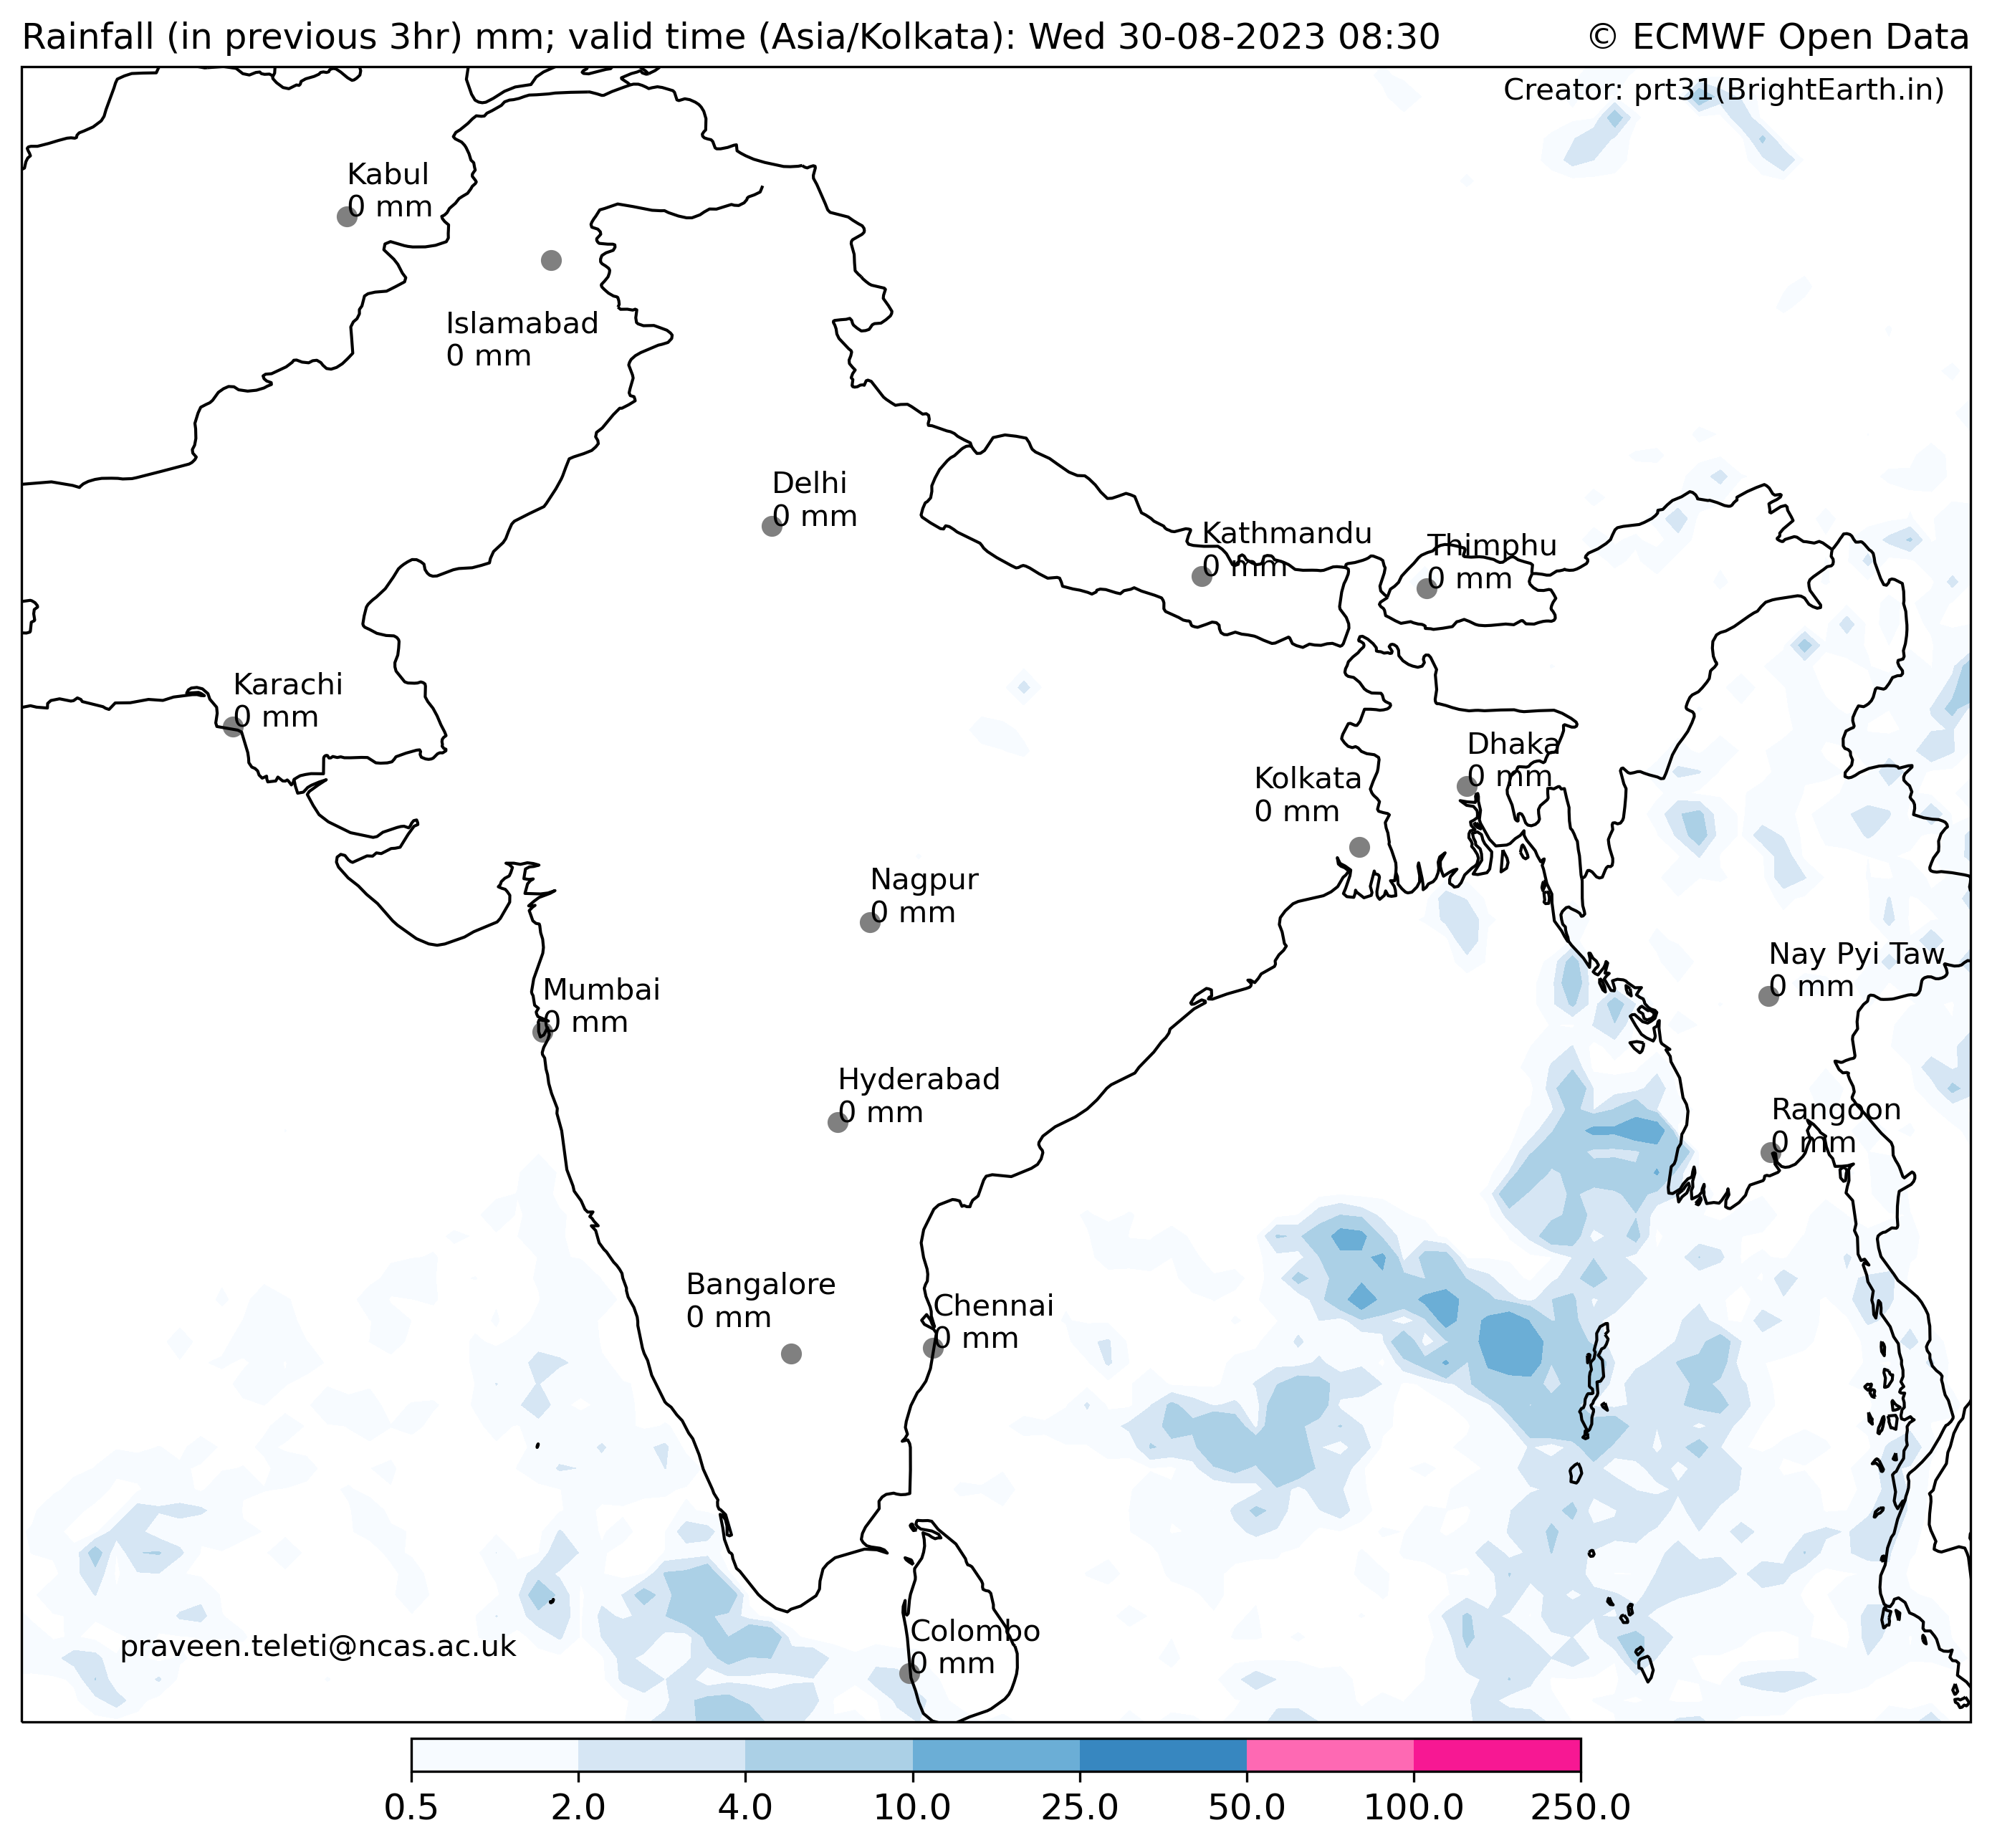 Rainfall (in previous 3hr) mm; valid time (Asia/Kolkata): Wed 30-08-2023 08:30
© ECMWF Open Data
Creator: prt31(BrightEarth.in)
Kabul
0 mm
Islamabad
0 mm
Delhi
0 mm
Kathmandu
0 mm
Thimphu
0 mm
Karachi
0 mm
Dhaka
0 mm
Kolkata
0 mm
Nagpur
0 mm
Nay Pyi Taw
0 mm
Mumbai
0 mm
Hyderabad
0 mm
Rangoon
0 mm
Bangalore
0 mm
Chennai
0 mm
Colombo
0 mm
praveen.teleti@ncas.ac.uk
0.5 2.0 4.0 10.0 25.0 50.0 100.0 250.0